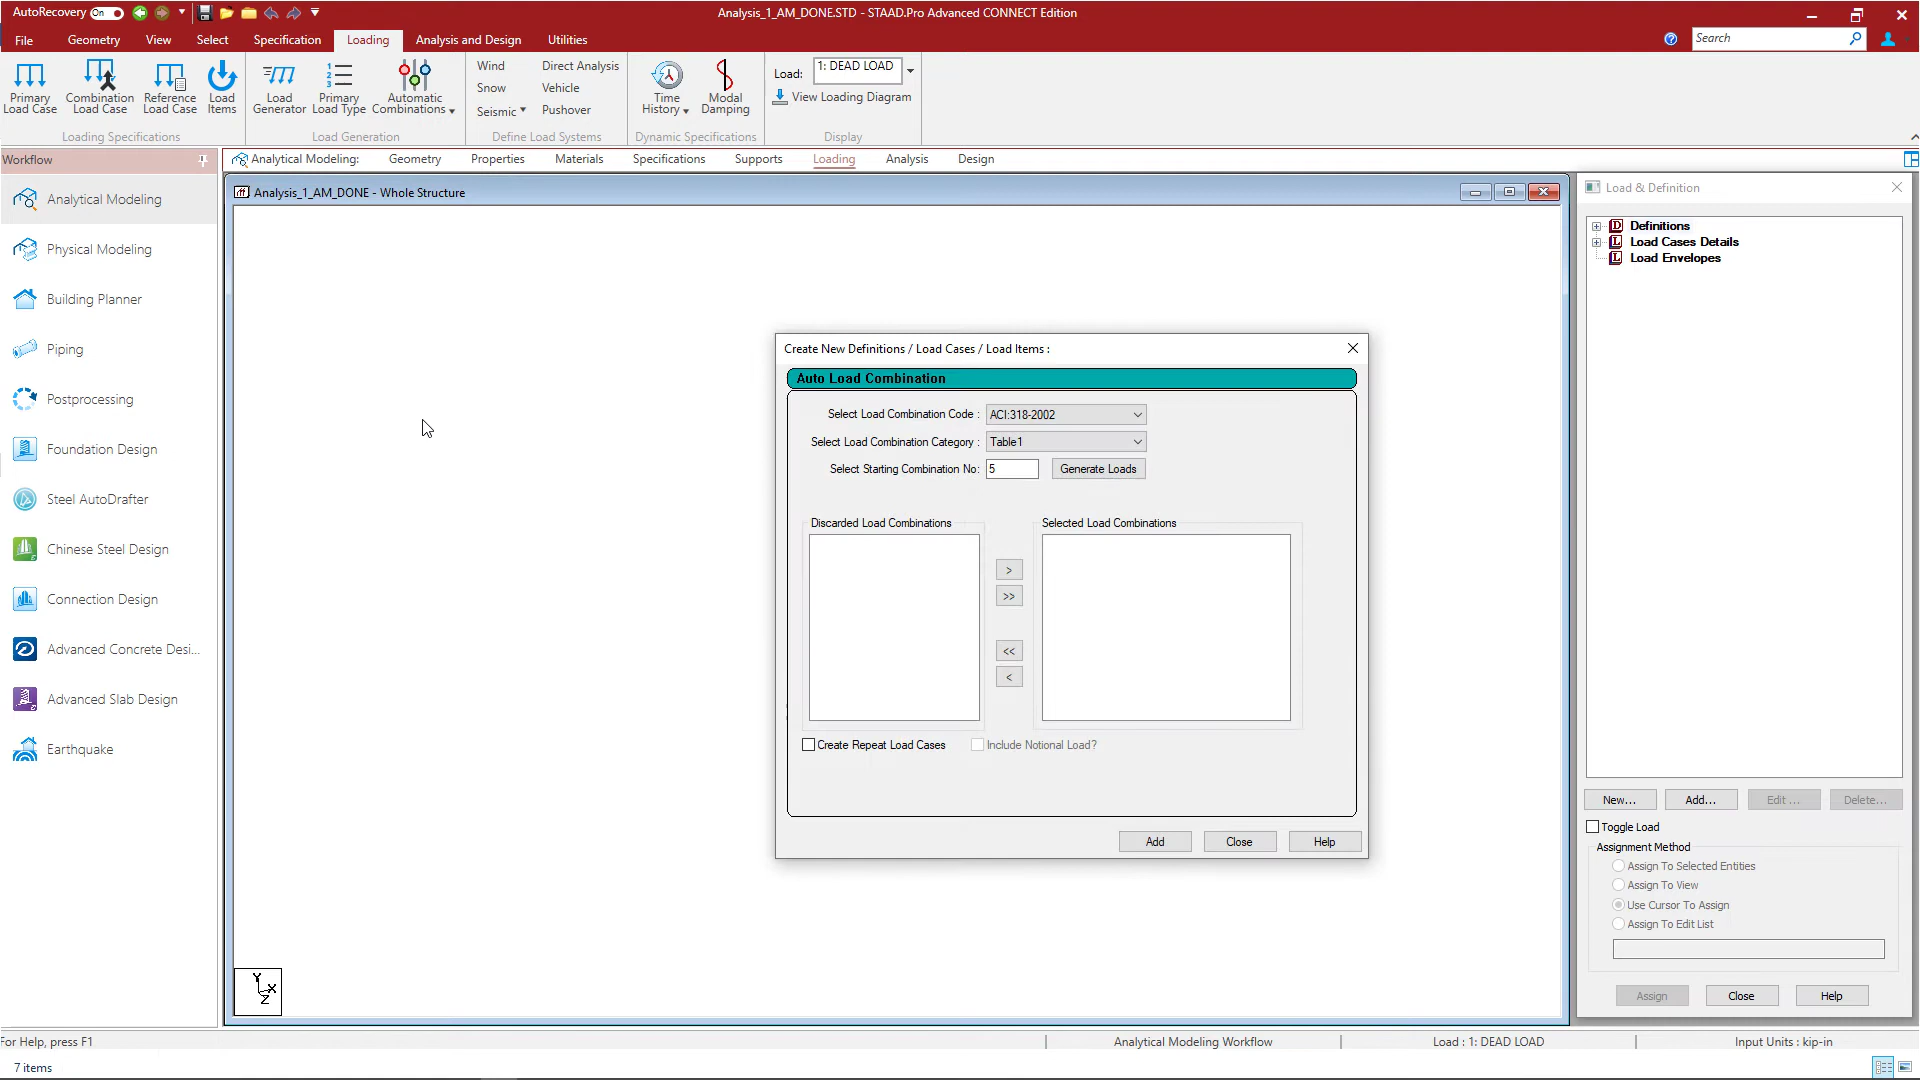 AutoRecovery On
Analysis_1_AM_DONE.STD - STAAD.Pro Advanced CONNECT Edition
File Geometry View Select Specification Loading Analysis and Design Utilities
Search
Primary Load Case
Combination Load Case
Reference Load Case
Load Items
Loading Specifications
Load Generator
Primary Load Type
Automatic Combinations
Load Generation
Wind
Snow
Seismic
Direct Analysis
Vehicle
Pushover
Define Load Systems
Time History
Modal Damping
Dynamic Specifications
Load: 1: DEAD LOAD
View Loading Diagram
Display
Workflow
Analytical Modeling: Geometry Properties Materials Specifications Supports Loading Analysis Design
Analytical Modeling
Physical Modeling
Building Planner
Piping
Postprocessing
Foundation Design
Steel AutoDrafter
Chinese Steel Design
Connection Design
Advanced Concrete Desi...
Advanced Slab Design
Earthquake
Analysis_1_AM_DONE - Whole Structure
Create New Definitions / Load Cases / Load Items :
Auto Load Combination
Select Load Combination Code : ACI:318-2002
Select Load Combination Category : Table1
Select Starting Combination No: 5 Generate Loads
Discarded Load Combinations
Selected Load Combinations
>
>>
<<
<
Create Repeat Load Cases Include Notional Load?
Add Close Help
Y
X
Z
Load & Definition
D Definitions
L Load Cases Details
L Load Envelopes
New... Add... Edit ... Delete...
Toggle Load
Assignment Method
Assign To Selected Entities
Assign To View
Use Cursor To Assign
Assign To Edit List
Assign Close Help
For Help, press F1
Analytical Modeling Workflow
Load : 1: DEAD LOAD
Input Units : kip-in
7 items